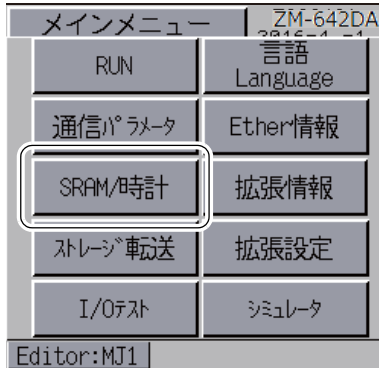 メインメニュー
ZM-642DA
2016-4 -1
RUN
言語
Language
通信パラメータ
Ether情報
SRAM/時計
拡張情報
ストレージ転送
拡張設定
I/Oテスト
シミュレータ
Editor:MJ1